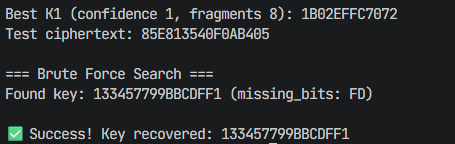 Best K1 (confidence 1, fragments 8): 1B02EFFC7072
Test ciphertext: 85E813540F0AB405

=== Brute Force Search ===
Found key: 133457799BBCDFF1 (missing_bits: FD)

✅ Success! Key recovered: 133457799BBCDFF1